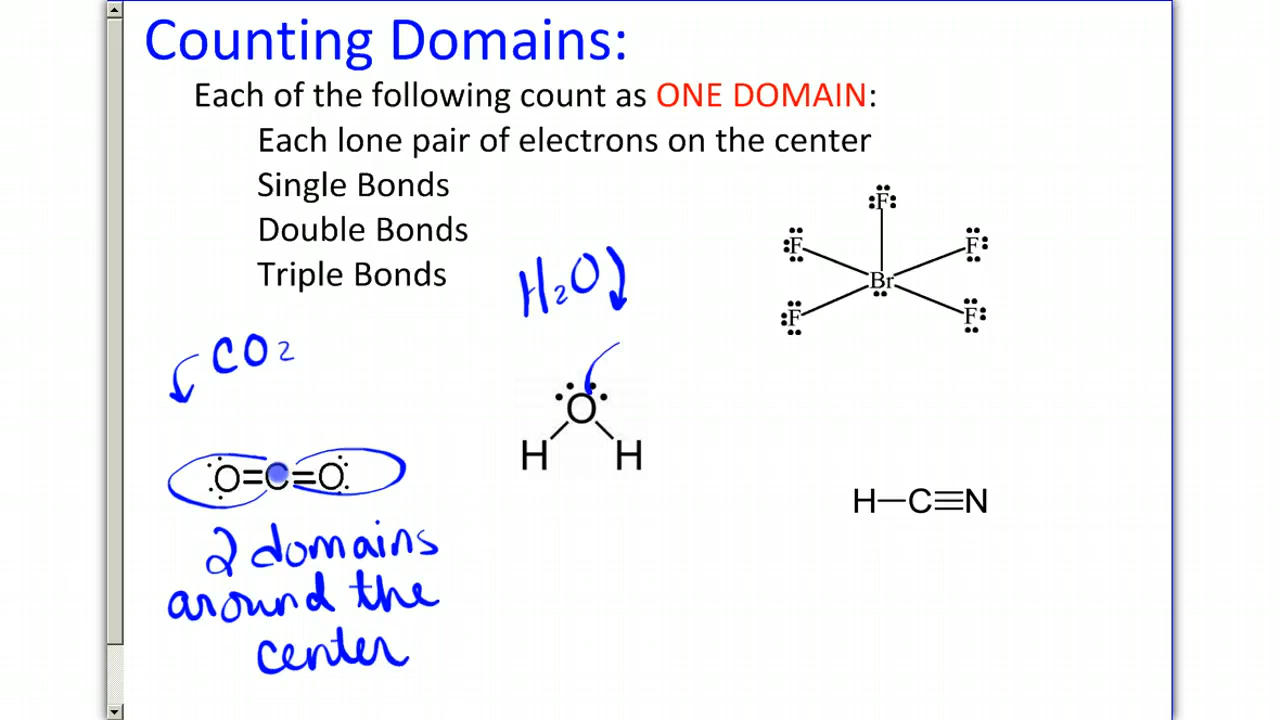 Counting Domains:
Each of the following count as ONE DOMAIN:
Each lone pair of electrons on the center
Single Bonds
Double Bonds
Triple Bonds
H₂O
CO₂
O=C=O
2 domains
around the
center
O
H H
F
F F
Br
F F
H—C≡N